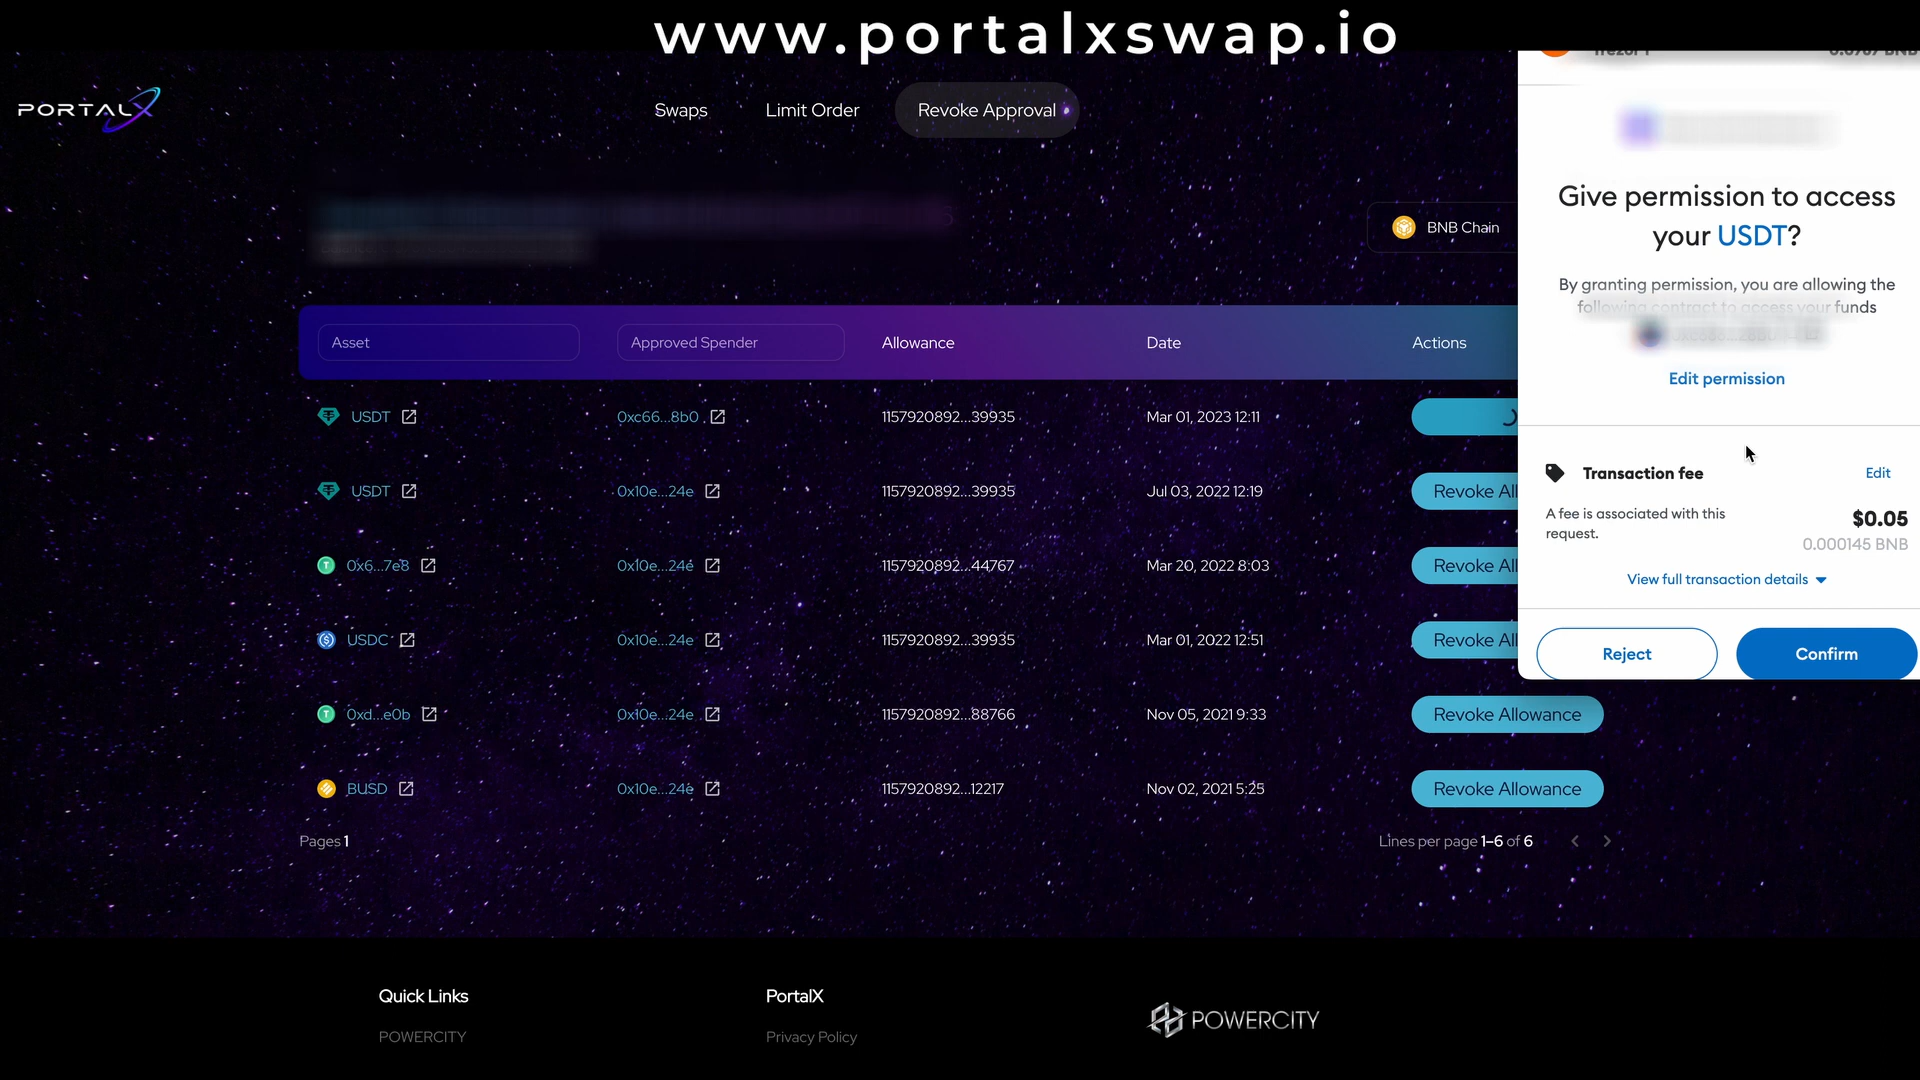 www.portalxswap.io
PORTALX
Swaps
Limit Order
Revoke Approval
BNB Chain
Asset
Approved Spender
Allowance
Date
Actions
USDT 0xc66...8b0 1157920892...39935 Mar 01, 2023 12:11
USDT 0x10e...24e 1157920892...39935 Jul 03, 2022 12:19 Revoke All
0x6...7e8 0x10e...24e 1157920892...44767 Mar 20, 2022 8:03 Revoke All
USDC 0x10e...24e 1157920892...39935 Mar 01, 2022 12:51 Revoke All
0xd...e0b 0x10e...24e 1157920892...88766 Nov 05, 2021 9:33 Revoke Allowance
BUSD 0x10e...24e 1157920892...12217 Nov 02, 2021 5:25 Revoke Allowance
Pages 1
Lines per page 1-6 of 6
Give permission to access
your USDT?
By granting permission, you are allowing the
following contract to access your funds
Edit permission
Transaction fee
Edit
A fee is associated with this
request.
$0.05
0.000145 BNB
View full transaction details
Reject
Confirm
Quick Links
POWERCITY
PortalX
Privacy Policy
POWERCITY